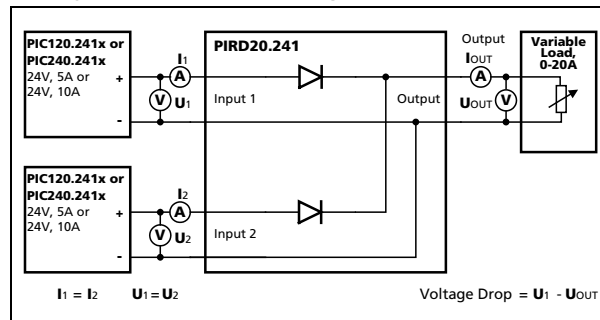 PIC120.241x or
PIC240.241x
24V, 5A or
24V, 10A
+
-
I1
A
V
U1
PIRD20.241
Input 1
Output
Output
IOUT
A
UOUT
V
Variable
Load,
0-20A
PIC120.241x or
PIC240.241x
24V, 5A or
24V, 10A
+
-
I2
A
V
U2
Input 2
I1 = I2
U1 = U2
Voltage Drop = U1 - UOUT